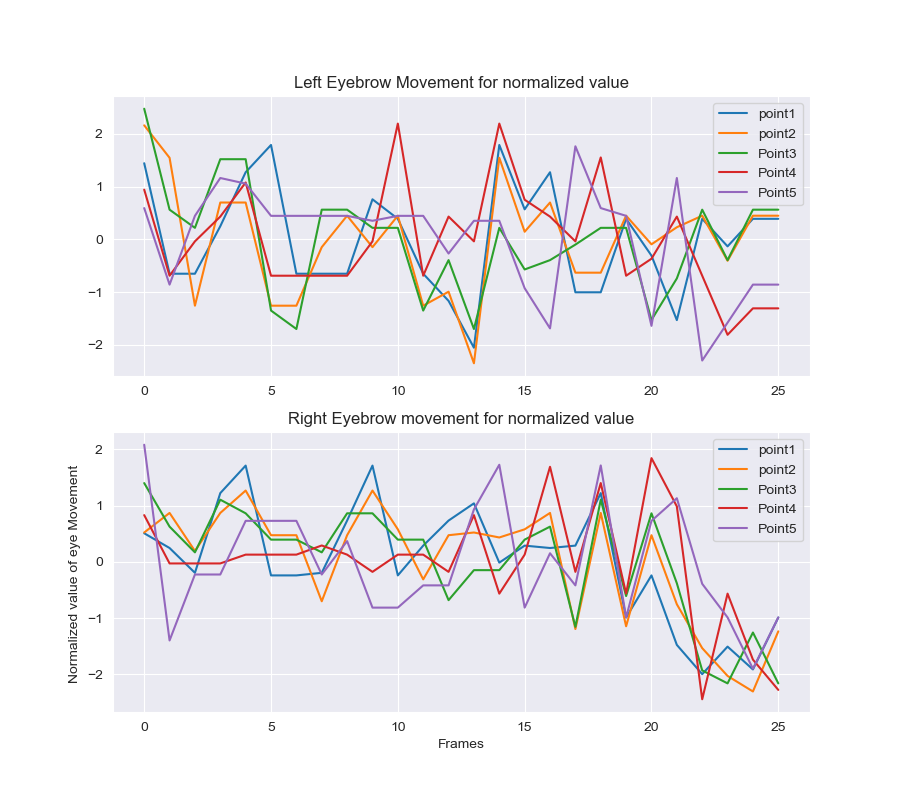 Left Eyebrow Movement for normalized value
point1
point2
Point3
Point4
Point5
2
1
0
−1
−2
0 5 10 15 20 25
Right Eyebrow movement for normalized value
point1
point2
Point3
Point4
Point5
Normalized value of eye Movement
2
1
0
−1
−2
0 5 10 15 20 25
Frames